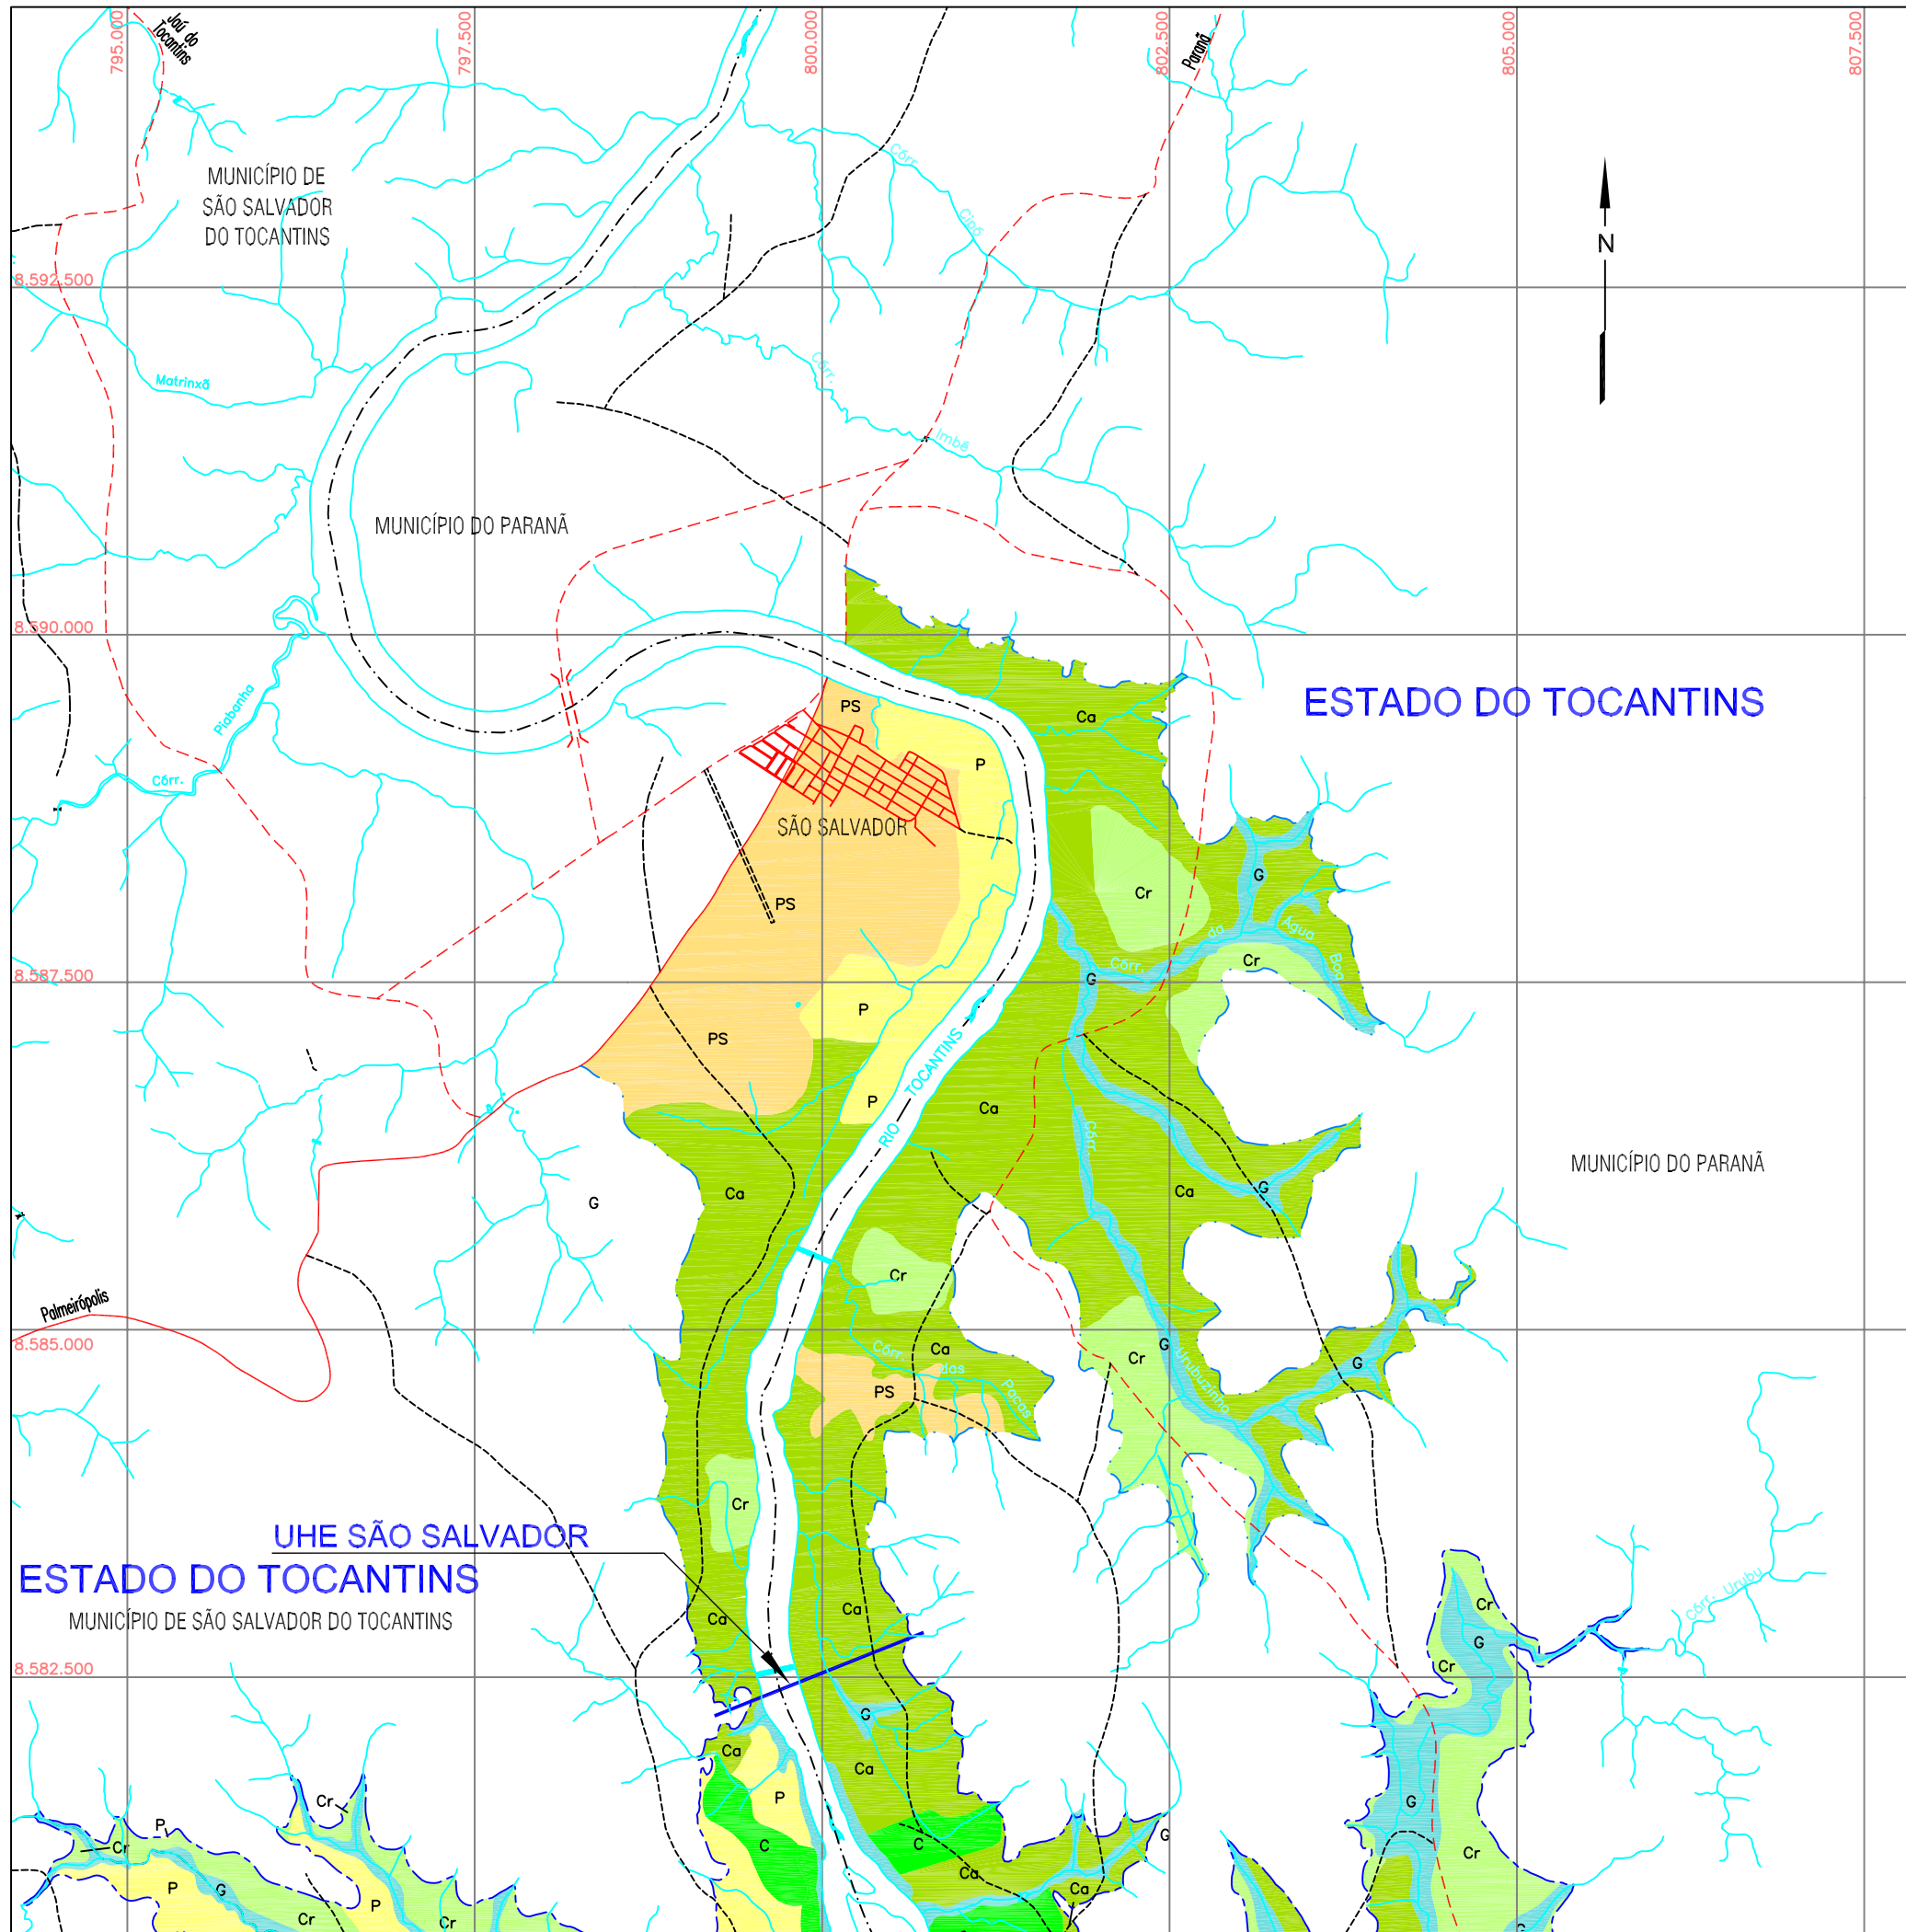 795.000
797.500
800.000
802.500
805.000
807.500
Jaú do
Tocantins
Paranã
MUNICÍPIO DE
SÃO SALVADOR
DO TOCANTINS
Córr.
Cipó
N
8.592.500
Matrinxã
Córr.
Imbé
MUNICÍPIO DO PARANÃ
8.590.000
Piabanha
Córr.
ESTADO DO TOCANTINS
PS
Ca
P
SÃO SALVADOR
PS
Cr
G
Córr.
da
Água
Boa
Cr
8.587.500
G
P
PS
RIO
TOCANTINS
P
Ca
Córr.
MUNICÍPIO DO PARANÃ
Ca
G
Ca
G
Cr
Palmeirópolis
8.585.000
Ca
Córr.
das
Pacas
PS
Cr
G
Urubuzinho
G
Cr
UHE SÃO SALVADOR
ESTADO DO TOCANTINS
MUNICÍPIO DE SÃO SALVADOR DO TOCANTINS
Ca
Ca
Cr
G
Cr
Córr. Urubu
8.582.500
G
Ca
Ca
P
Cr
P
G
Cr
C
C
G
Cr
Ca
Ca
P
G
P
Cr
Cr
G